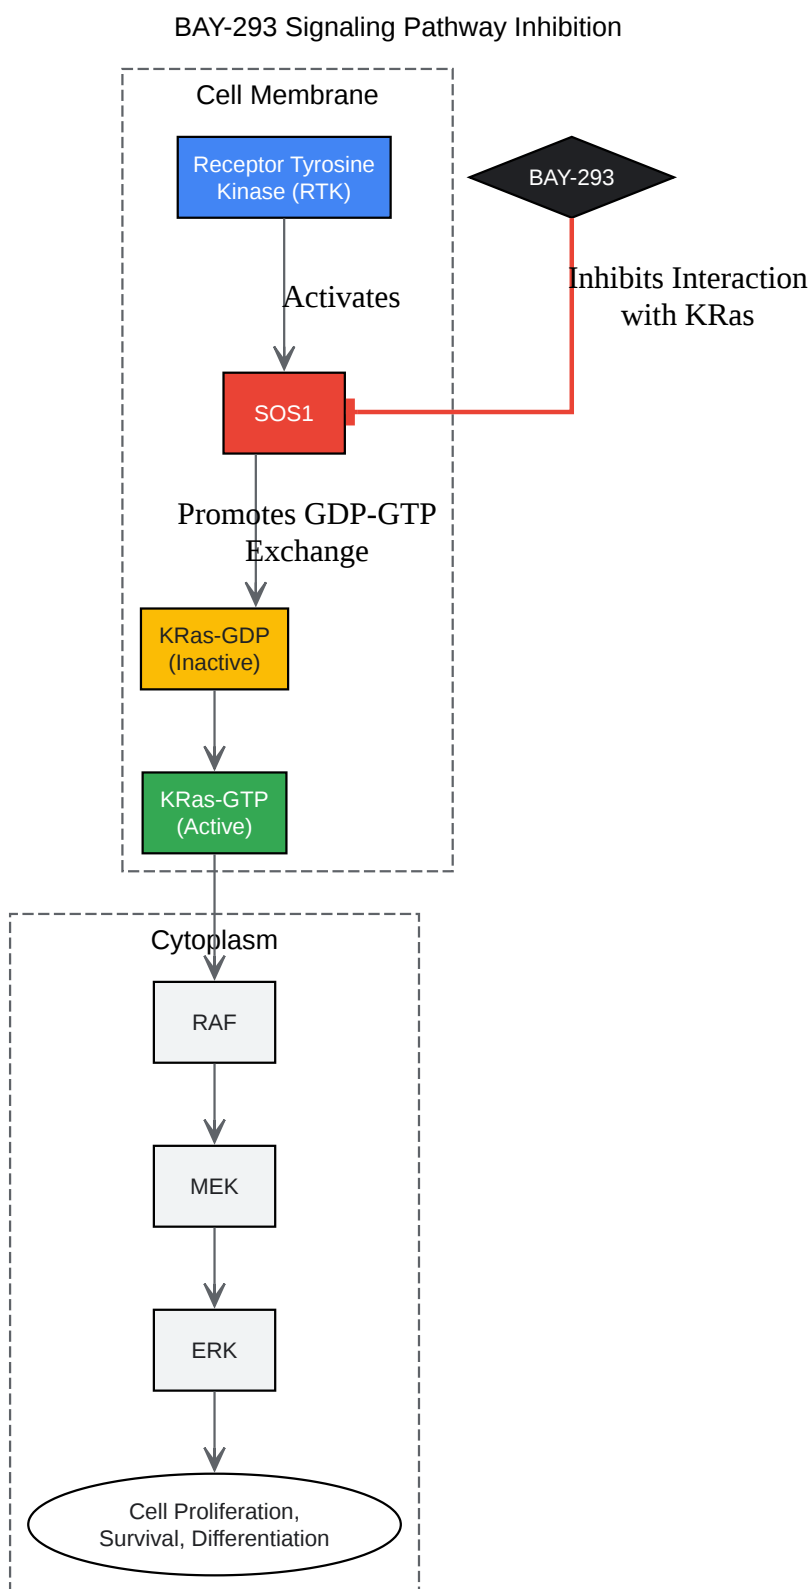 BAY-293 Signaling Pathway Inhibition
Cell Membrane
Receptor Tyrosine
Kinase (RTK)
BAY-293
Activates
Inhibits Interaction
with KRas
SOS1
Promotes GDP-GTP
Exchange
KRas-GDP
(Inactive)
KRas-GTP
(Active)
Cytoplasm
RAF
MEK
ERK
Cell Proliferation,
Survival, Differentiation